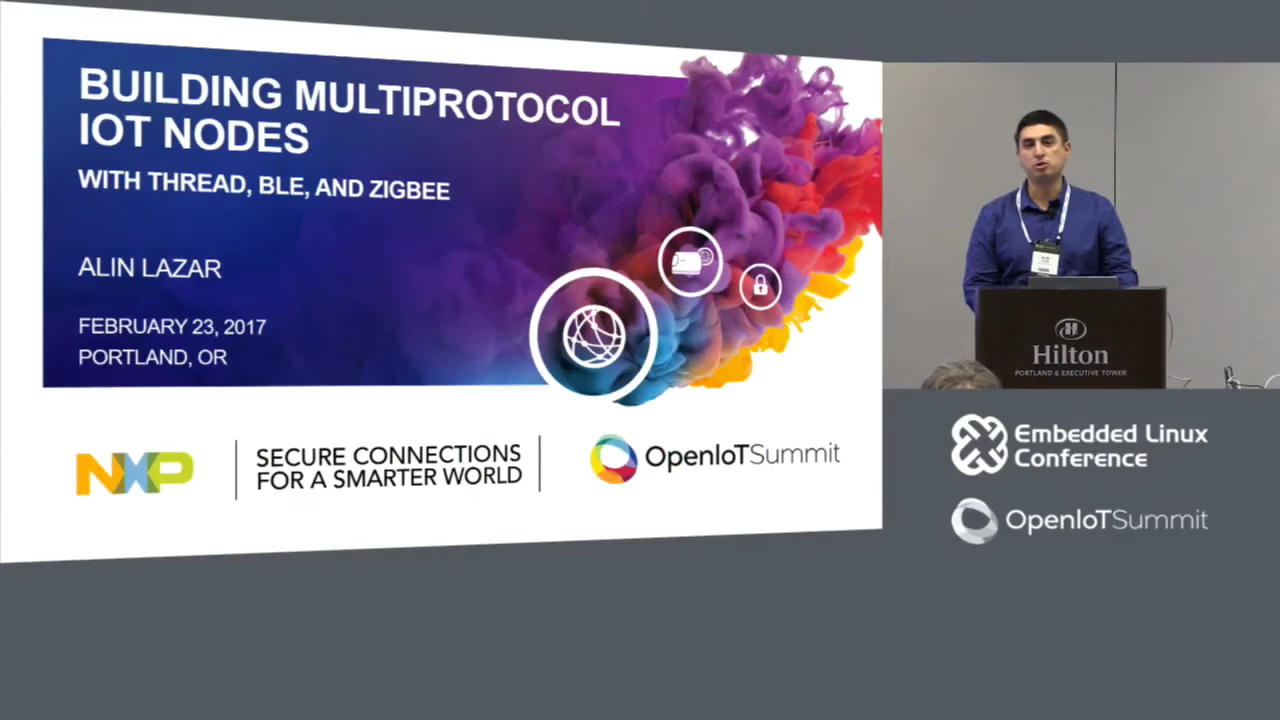 BUILDING MULTIPROTOCOL
IOT NODES
WITH THREAD, BLE, AND ZIGBEE
ALIN LAZAR
FEBRUARY 23, 2017
PORTLAND, OR
NXP
SECURE CONNECTIONS
FOR A SMARTER WORLD
OpenIoTSummit
H
Hilton
PORTLAND & EXECUTIVE TOWER
Embedded Linux
Conference
OpenIoTSummit